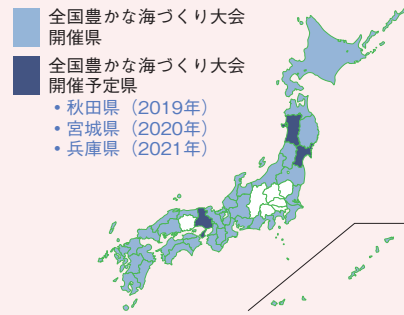 全国豊かな海づくり大会
開催県
全国豊かな海づくり大会
開催予定県
・秋田県（2019年）
・宮城県（2020年）
・兵庫県（2021年）